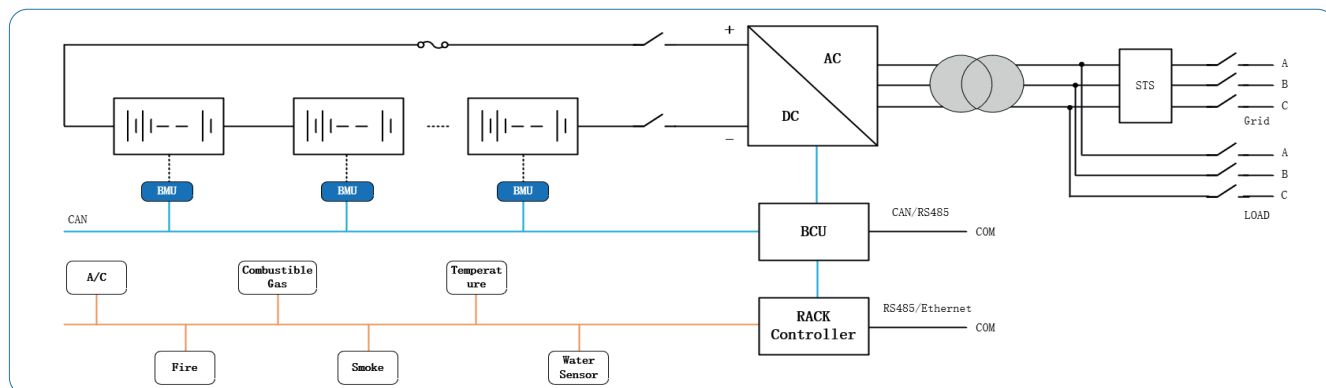 +
AC
DC
−
STS
A
B
C
Grid
A
B
C
LOAD
BMU
BMU
BMU
CAN
BCU
CAN/RS485
COM
A/C
Combustible
Gas
Temperat
ure
RACK
Controller
RS485/Ethernet
COM
Fire
Smoke
Water
Sensor